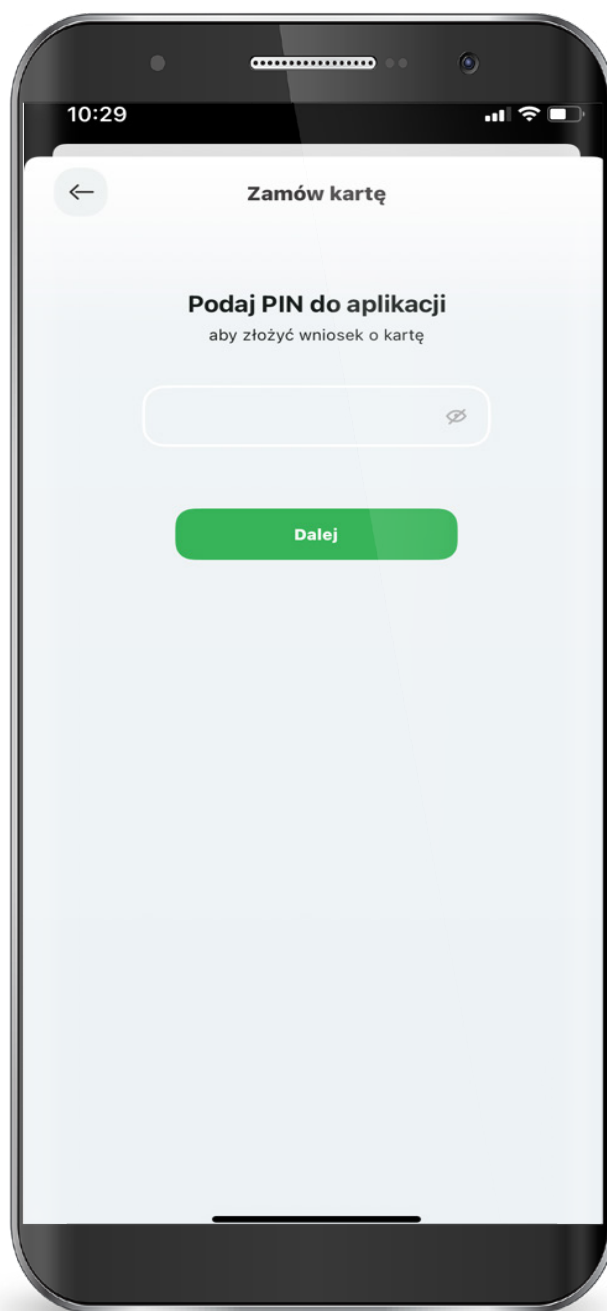 10:29
Zamów kartę
Podaj PIN do aplikacji
aby złożyć wniosek o kartę
Dalej